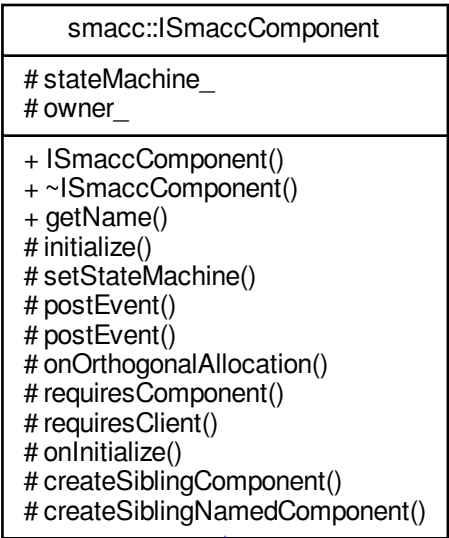 smacc::ISmaccComponent
# stateMachine_
# owner_
+ ISmaccComponent()
+ ~ISmaccComponent()
+ getName()
# initialize()
# setStateMachine()
# postEvent()
# postEvent()
# onOrthogonalAllocation()
# requiresComponent()
# requiresClient()
# onInitialize()
# createSiblingComponent()
# createSiblingNamedComponent()